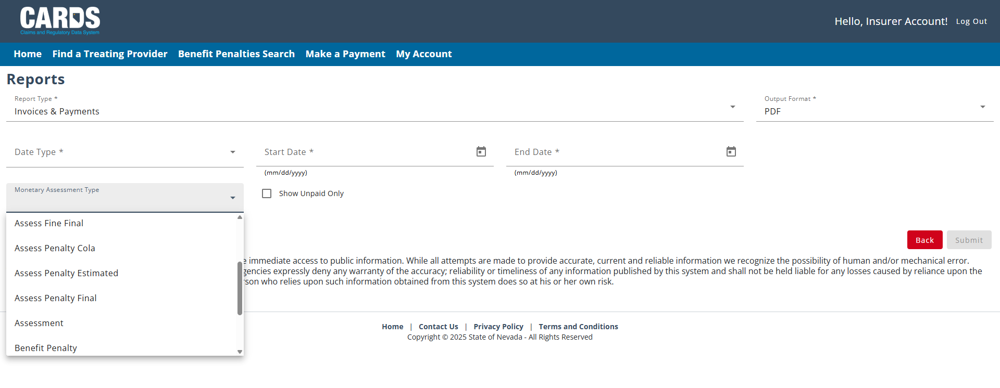 CARDS
Claims and Regulatory Data System
Hello, Insurer Account! Log Out
Home Find a Treating Provider Benefit Penalties Search Make a Payment My Account
Reports
Report Type *
Invoices & Payments
Output Format *
PDF
Date Type *
Start Date *
(mm/dd/yyyy)
End Date *
(mm/dd/yyyy)
Monetary Assessment Type
Show Unpaid Only
Assess Fine Final
Assess Penalty Cola
Assess Penalty Estimated
Assess Penalty Final
Assessment
Benefit Penalty
Back Submit
immediate access to public information. While all attempts are made to provide accurate, current and reliable information we recognize the possibility of human and/or mechanical error.
gencies expressly deny any warranty of the accuracy; reliability or timeliness of any information published by this system and shall not be held liable for any losses caused by reliance upon the
rson who relies upon such information obtained from this system does so at his or her own risk.
Home | Contact Us | Privacy Policy | Terms and Conditions
Copyright © 2025 State of Nevada - All Rights Reserved